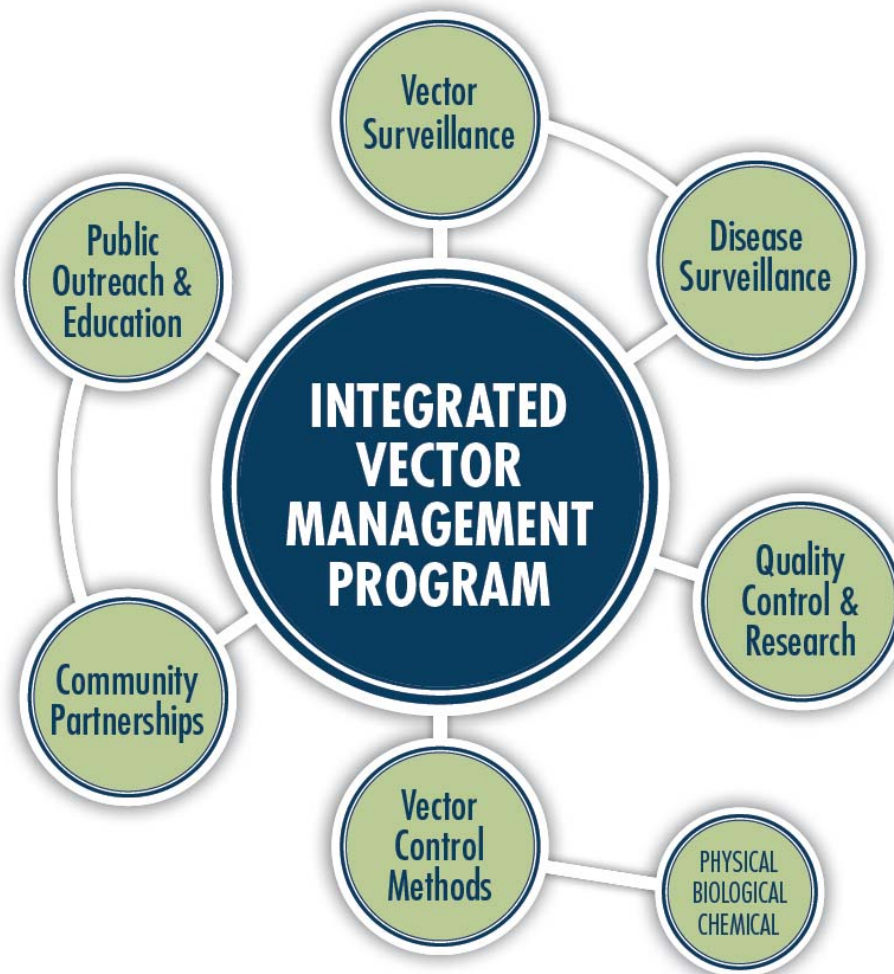 Vector
Surveillance
Disease
Surveillance
Public
Outreach &
Education
INTEGRATED
VECTOR
MANAGEMENT
PROGRAM
Quality
Control &
Research
Community
Partnerships
Vector
Control
Methods
PHYSICAL
BIOLOGICAL
CHEMICAL